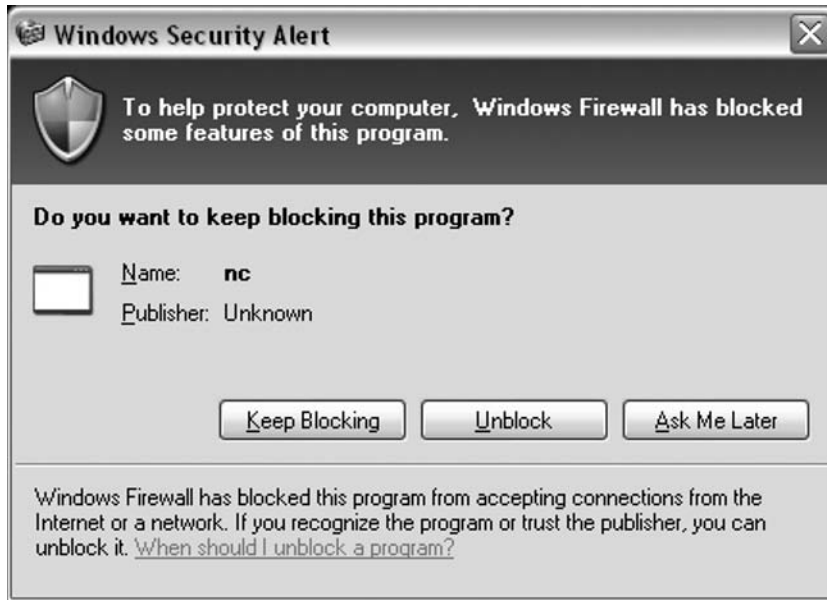 Windows Security Alert
To help protect your computer, Windows Firewall has blocked
some features of this program.
Do you want to keep blocking this program?
Name: nc
Publisher: Unknown
Keep Blocking Unblock Ask Me Later
Windows Firewall has blocked this program from accepting connections from the
Internet or a network. If you recognize the program or trust the publisher, you can
unblock it. When should I unblock a program?